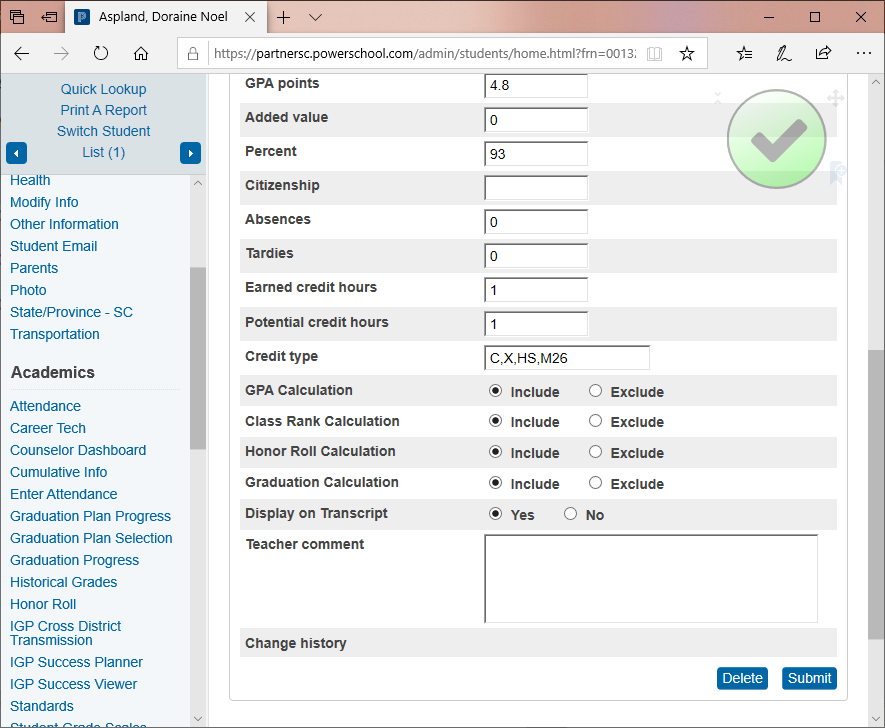 Aspland, Doraine Noel
https://partnersc.powerschool.com/admin/students/home.html?frn=0013
Quick Lookup
Print A Report
Switch Student
List (1)
Health
Modify Info
Other Information
Student Email
Parents
Photo
State/Province - SC
Transportation
Academics
Attendance
Career Tech
Counselor Dashboard
Cumulative Info
Enter Attendance
Graduation Plan Progress
Graduation Plan Selection
Graduation Progress
Historical Grades
Honor Roll
IGP Cross District
Transmission
IGP Success Planner
IGP Success Viewer
Standards
Student Grade Scales
GPA points 4.8
Added value 0
Percent 93
Citizenship
Absences 0
Tardies 0
Earned credit hours 1
Potential credit hours 1
Credit type C,X,HS,M26
GPA Calculation Include Exclude
Class Rank Calculation Include Exclude
Honor Roll Calculation Include Exclude
Graduation Calculation Include Exclude
Display on Transcript Yes No
Teacher comment
Change history
Delete Submit